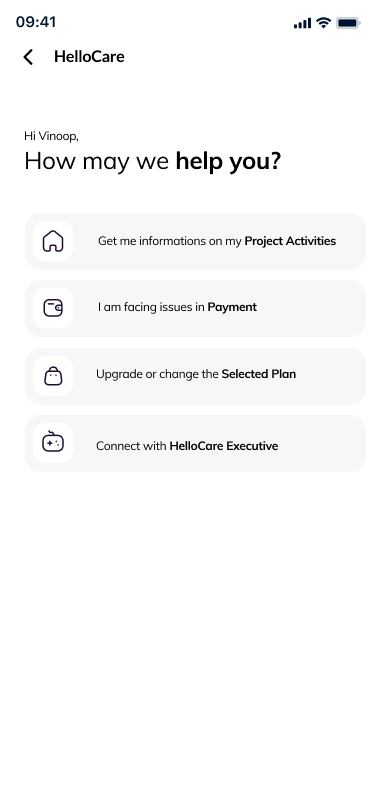 09:41
HelloCare
Hi Vinoop,
How may we help you?
Get me informations on my Project Activities
I am facing issues in Payment
Upgrade or change the Selected Plan
Connect with HelloCare Executive